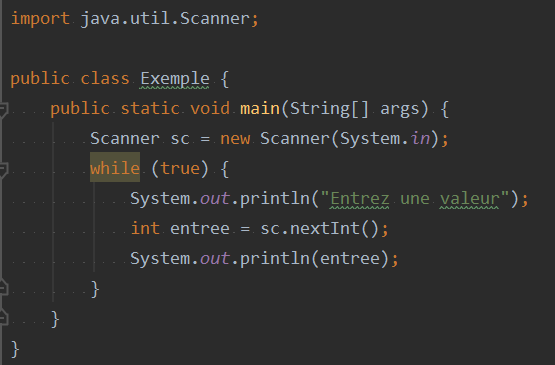 import java.util.Scanner;

public class Exemple {
    public static void main(String[] args) {
        Scanner sc = new Scanner(System.in);
        while (true) {
            System.out.println("Entrez une valeur");
            int entree = sc.nextInt();
            System.out.println(entree);
        }
    }
}